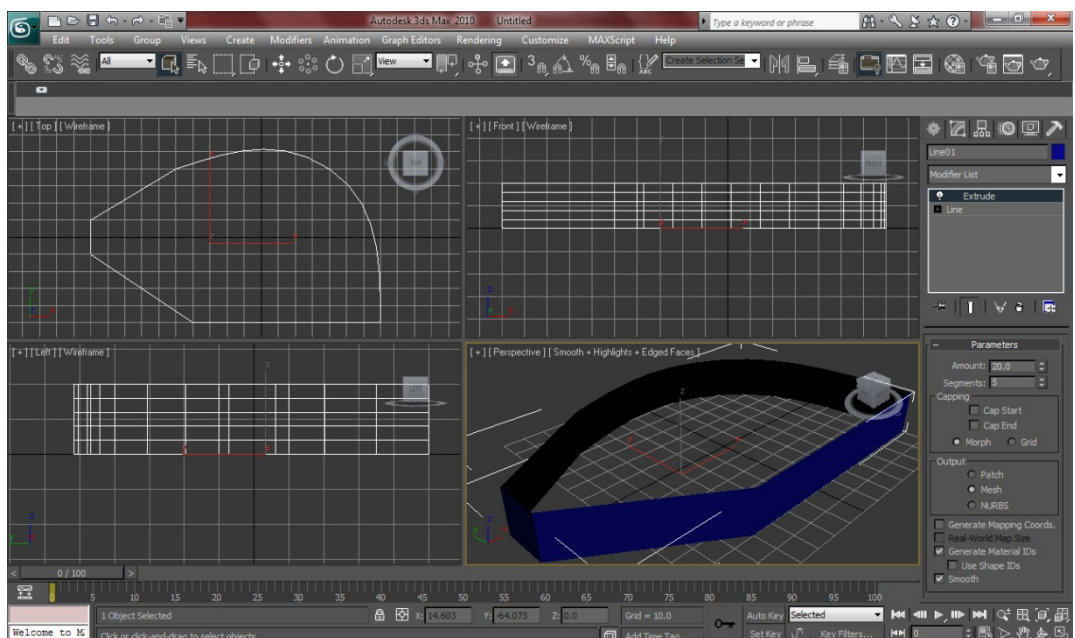 Autodesk 3ds Max 2010 Untitled
Type a keyword or phrase
Edit Tools Group Views Create Modifiers Animation Graph Editors Rendering Customize MAXScript Help
All View Create Selection Se
[ + ] [ Top ] [ Wireframe ]
TOP
[ + ] [ Front ] [ Wireframe ]
FRONT
[ + ] [ Left ] [ Wireframe ]
LEFT
[ + ] [ Perspective ] [ Smooth + Highlights + Edged Faces ]
Line01
Modifier List
Extrude
Line
Parameters
Amount: 20.0
Segments: 5
Capping
Cap Start
Cap End
Morph Grid
Output
Patch
Mesh
NURBS
Generate Mapping Coords.
Real-World Map Size
Generate Material IDs
Use Shape IDs
Smooth
< 0 / 100 >
0 5 10 15 20 25 30 35 40 45 50 55 60 65 70 75 80 85 90 95 100
1 Object Selected X: 14.603 Y: -64.073 Z: 0.0 Grid = 10.0 Auto Key Selected
Welcome to Click or click-and-drag to select objects Add Time Tag Set Key Key Filters... 0